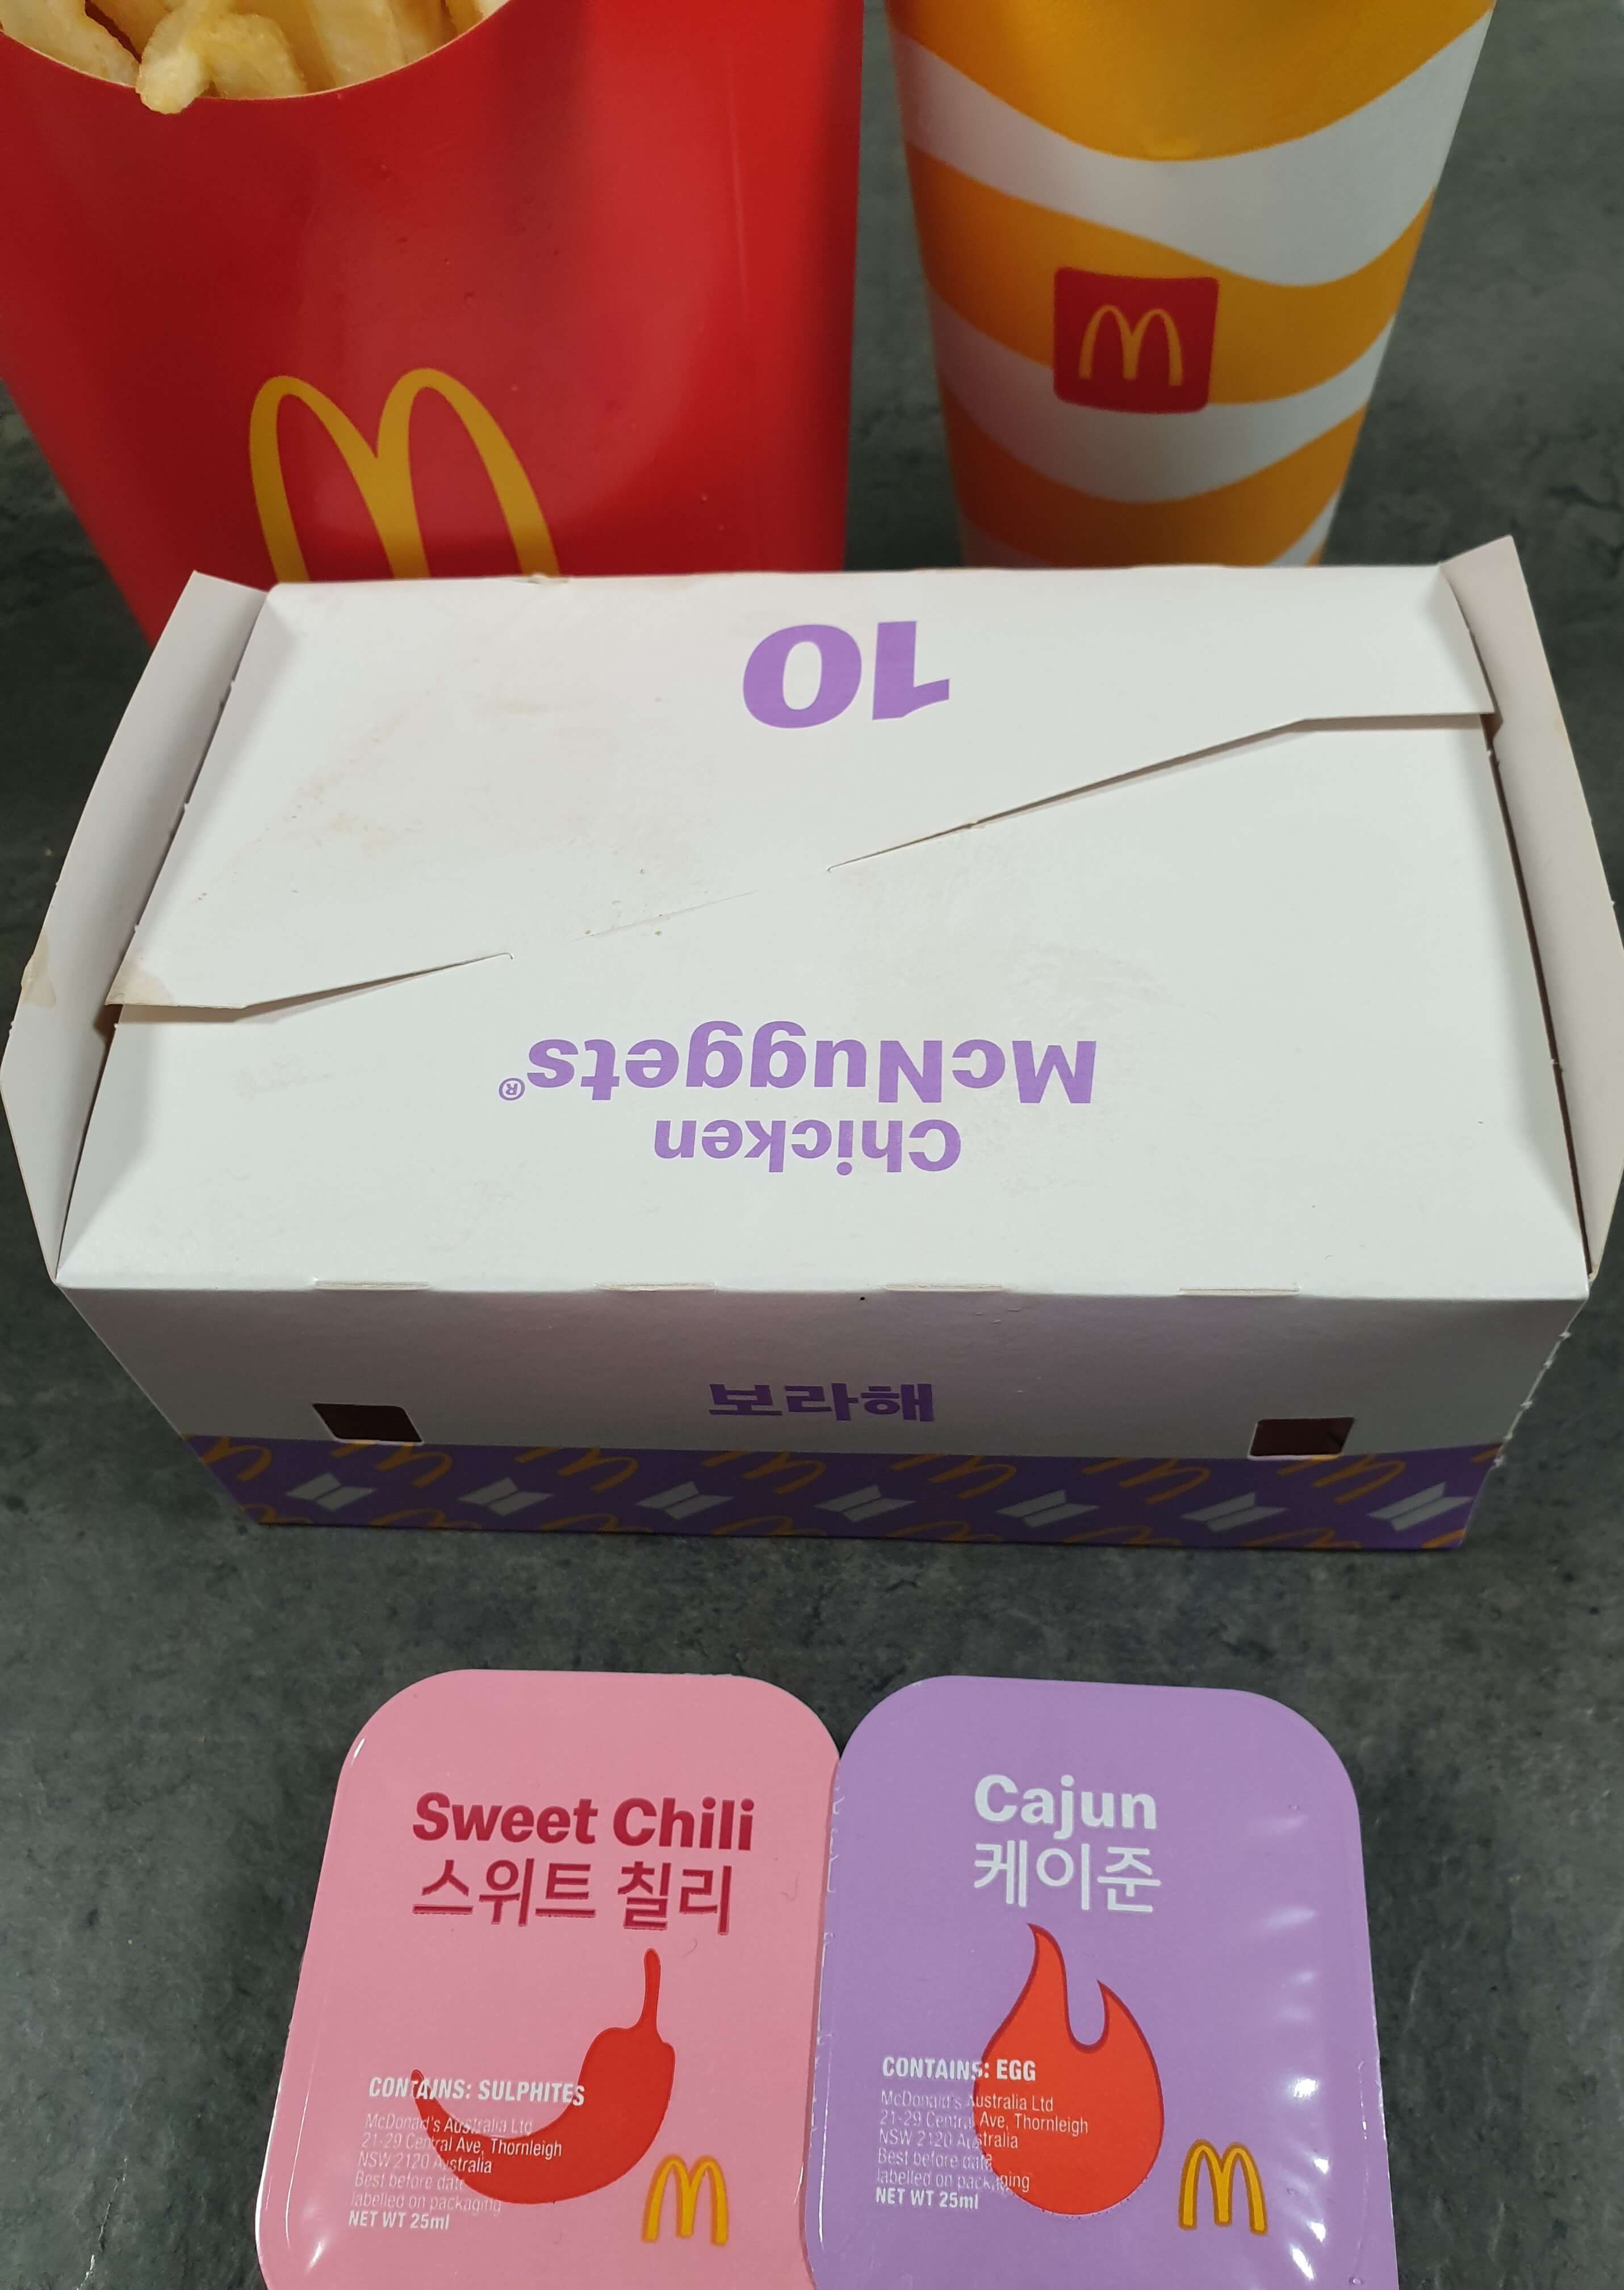 10
Chicken
McNuggets®
보라해
Sweet Chili
스위트 칠리
CONTAINS: SULPHITES
McDonald's Australia Ltd
21-29 Central Ave, Thornleigh
NSW 2120 Australia
Best before date
labelled on packaging
NET WT 25ml
Cajun
케이준
CONTAINS: EGG
McDonald's Australia Ltd
21-29 Central Ave, Thornleigh
NSW 2120 Australia
Best before date
labelled on packaging
NET WT 25ml